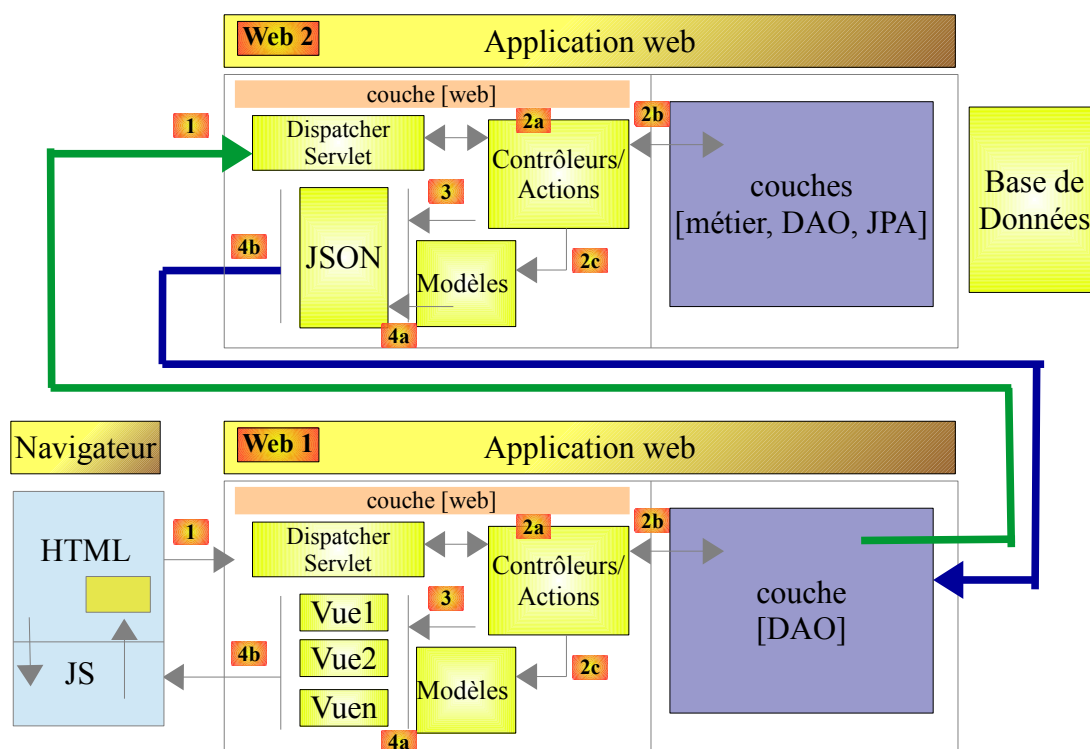 Web 2
Application web
couche [web]
1
Dispatcher
Servlet
2a
2b
Contrôleurs/
Actions
couches
[métier, DAO, JPA]
Base de
Données
3
4b
JSON
Modèles
2c
4a
Navigateur
Web 1
Application web
couche [web]
HTML
1
Dispatcher
Servlet
2a
2b
Contrôleurs/
Actions
couche
[DAO]
3
Vue1
Vue2
Vuen
4b
JS
Modèles
2c
4a